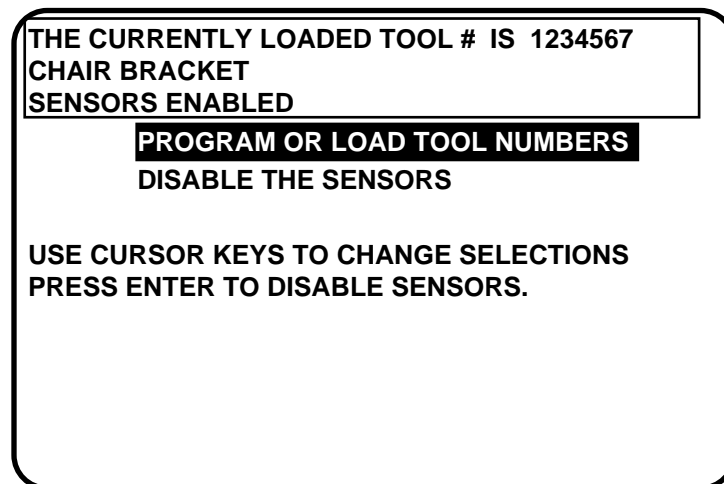 THE CURRENTLY LOADED TOOL # IS 1234567
CHAIR BRACKET
SENSORS ENABLED
PROGRAM OR LOAD TOOL NUMBERS
DISABLE THE SENSORS
USE CURSOR KEYS TO CHANGE SELECTIONS
PRESS ENTER TO DISABLE SENSORS.